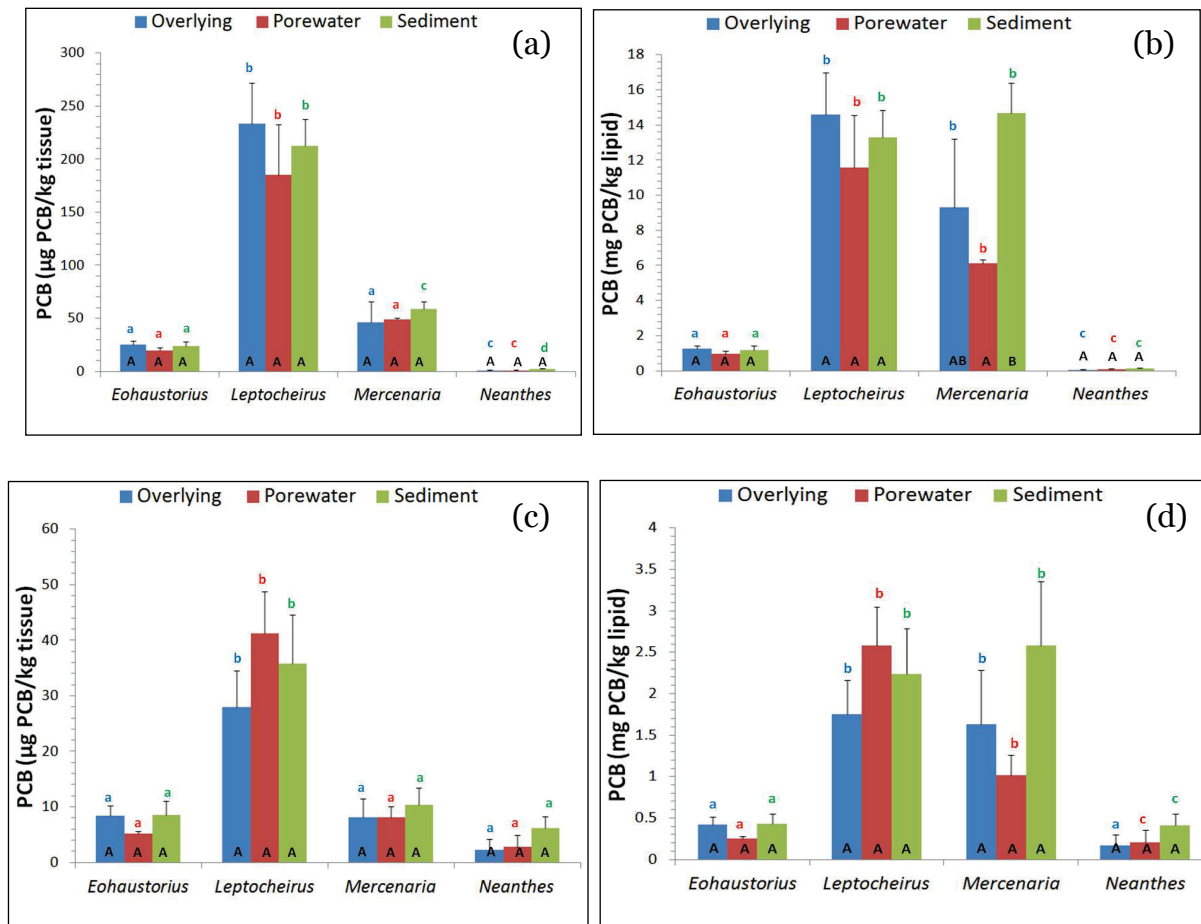 Overlying Porewater Sediment
(a)
PCB (µg PCB/kg tissue)
300
250
200
150
100
50
0
b
b
b
a
a
a
a
a
c
c
c
d
A A A
A A A
A A A
A A A
Eohaustorius Leptocheirus Mercenaria Neanthes
Overlying Porewater Sediment
(b)
PCB (mg PCB/kg lipid)
18
16
14
12
10
8
6
4
2
0
b
b
b
b
b
b
a
a
a
c
c
c
A A A
A A A
AB A B
A A A
Eohaustorius Leptocheirus Mercenaria Neanthes
Overlying Porewater Sediment
(c)
PCB (µg PCB/kg tissue)
60
50
40
30
20
10
0
b
b
b
a
a
a
a
a
a
a
a
a
A A A
A A A
A A A
A A A
Eohaustorius Leptocheirus Mercenaria Neanthes
Overlying Porewater Sediment
(d)
PCB (mg PCB/kg lipid)
4
3.5
3
2.5
2
1.5
1
0.5
0
b
b
b
b
b
b
a
a
a
a
c
c
A A A
A A A
A A A
A A A
Eohaustorius Leptocheirus Mercenaria Neanthes